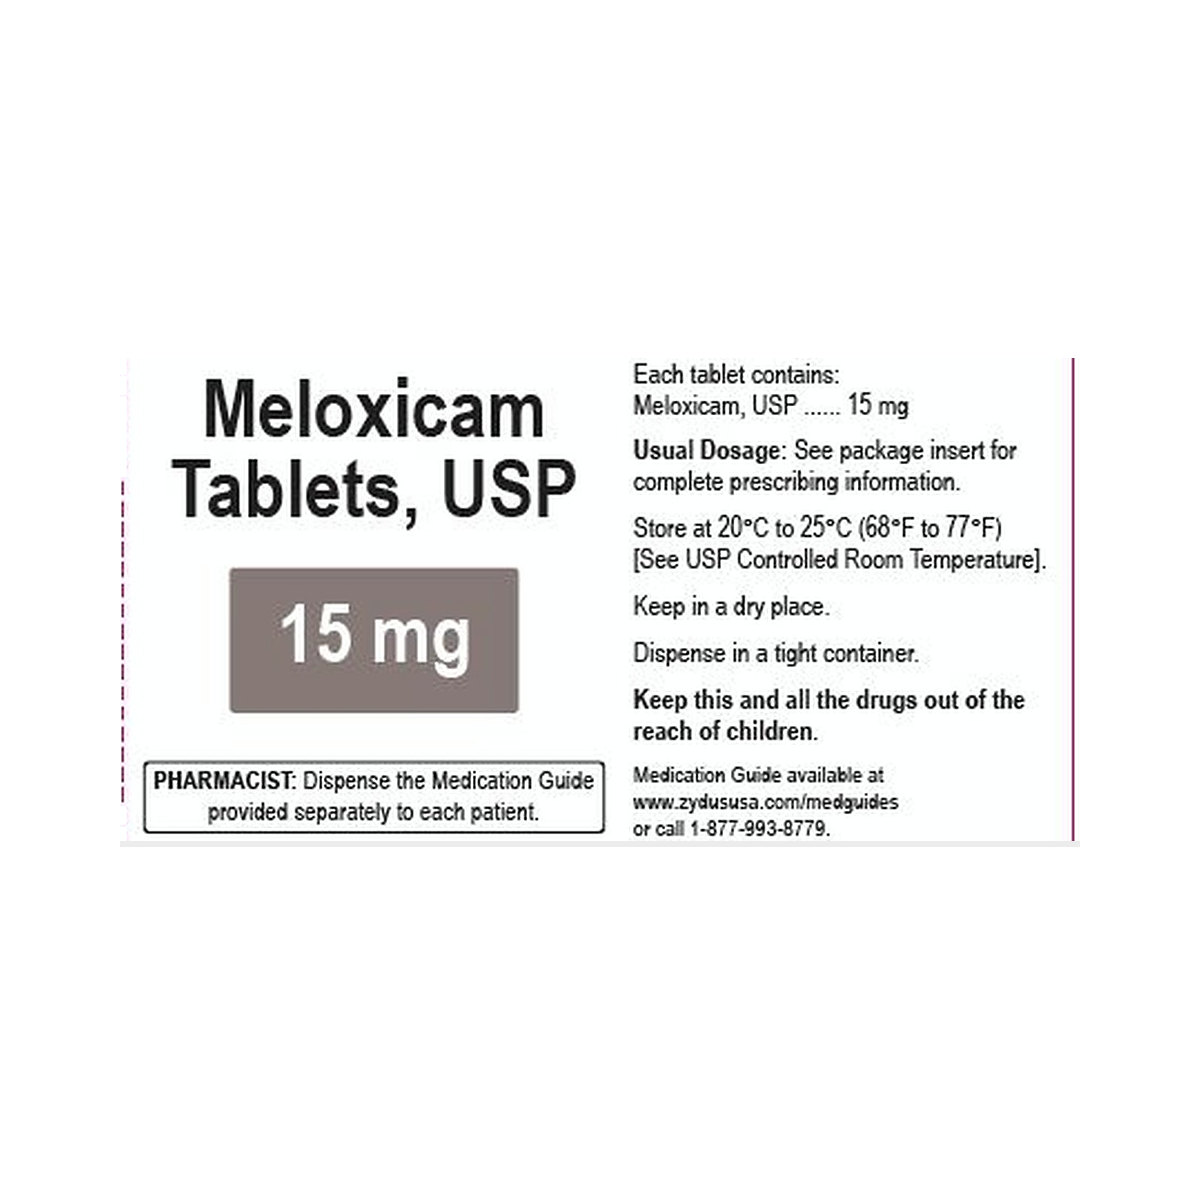 Meloxicam
Tablets, USP
15 mg
PHARMACIST: Dispense the Medication Guide
provided separately to each patient.
Each tablet contains:
Meloxicam, USP ...... 15 mg
Usual Dosage: See package insert for
complete prescribing information.
Store at 20°C to 25°C (68°F to 77°F)
[See USP Controlled Room Temperature].
Keep in a dry place.
Dispense in a tight container.
Keep this and all the drugs out of the
reach of children.
Medication Guide available at
www.zydususa.com/medguides
or call 1-877-993-8779.